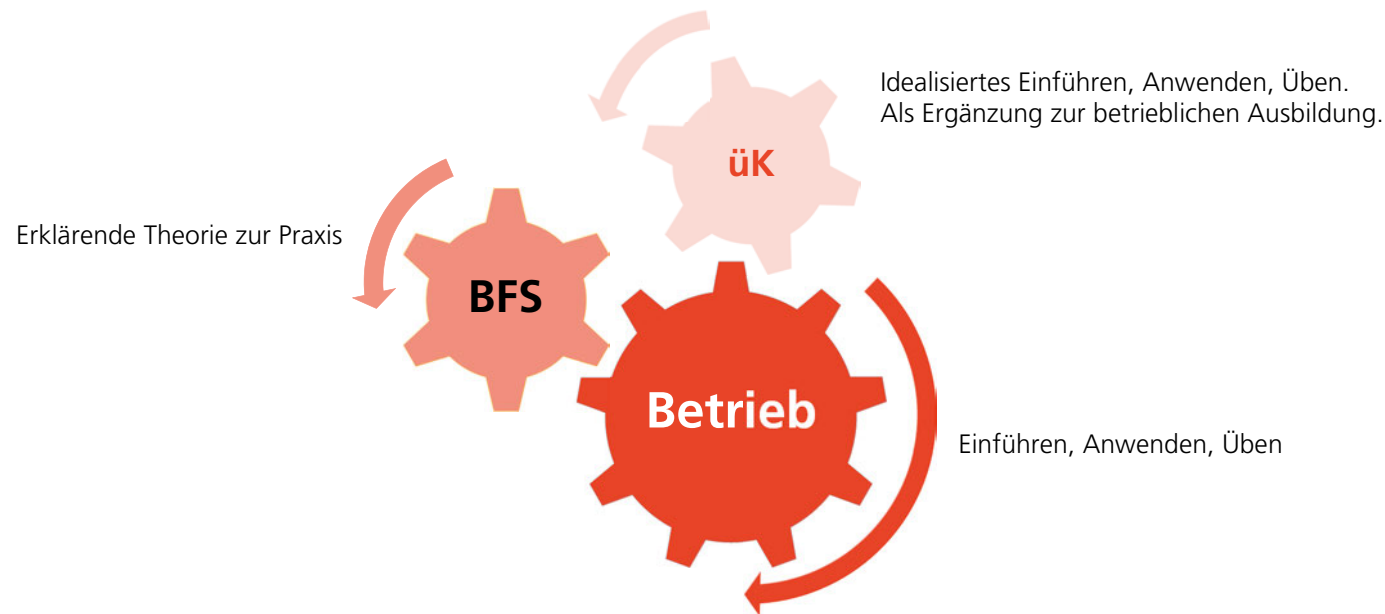 Idealisiertes Einführen, Anwenden, Üben.
Als Ergänzung zur betrieblichen Ausbildung.
üK
Erklärende Theorie zur Praxis
BFS
Betrieb
Einführen, Anwenden, Üben